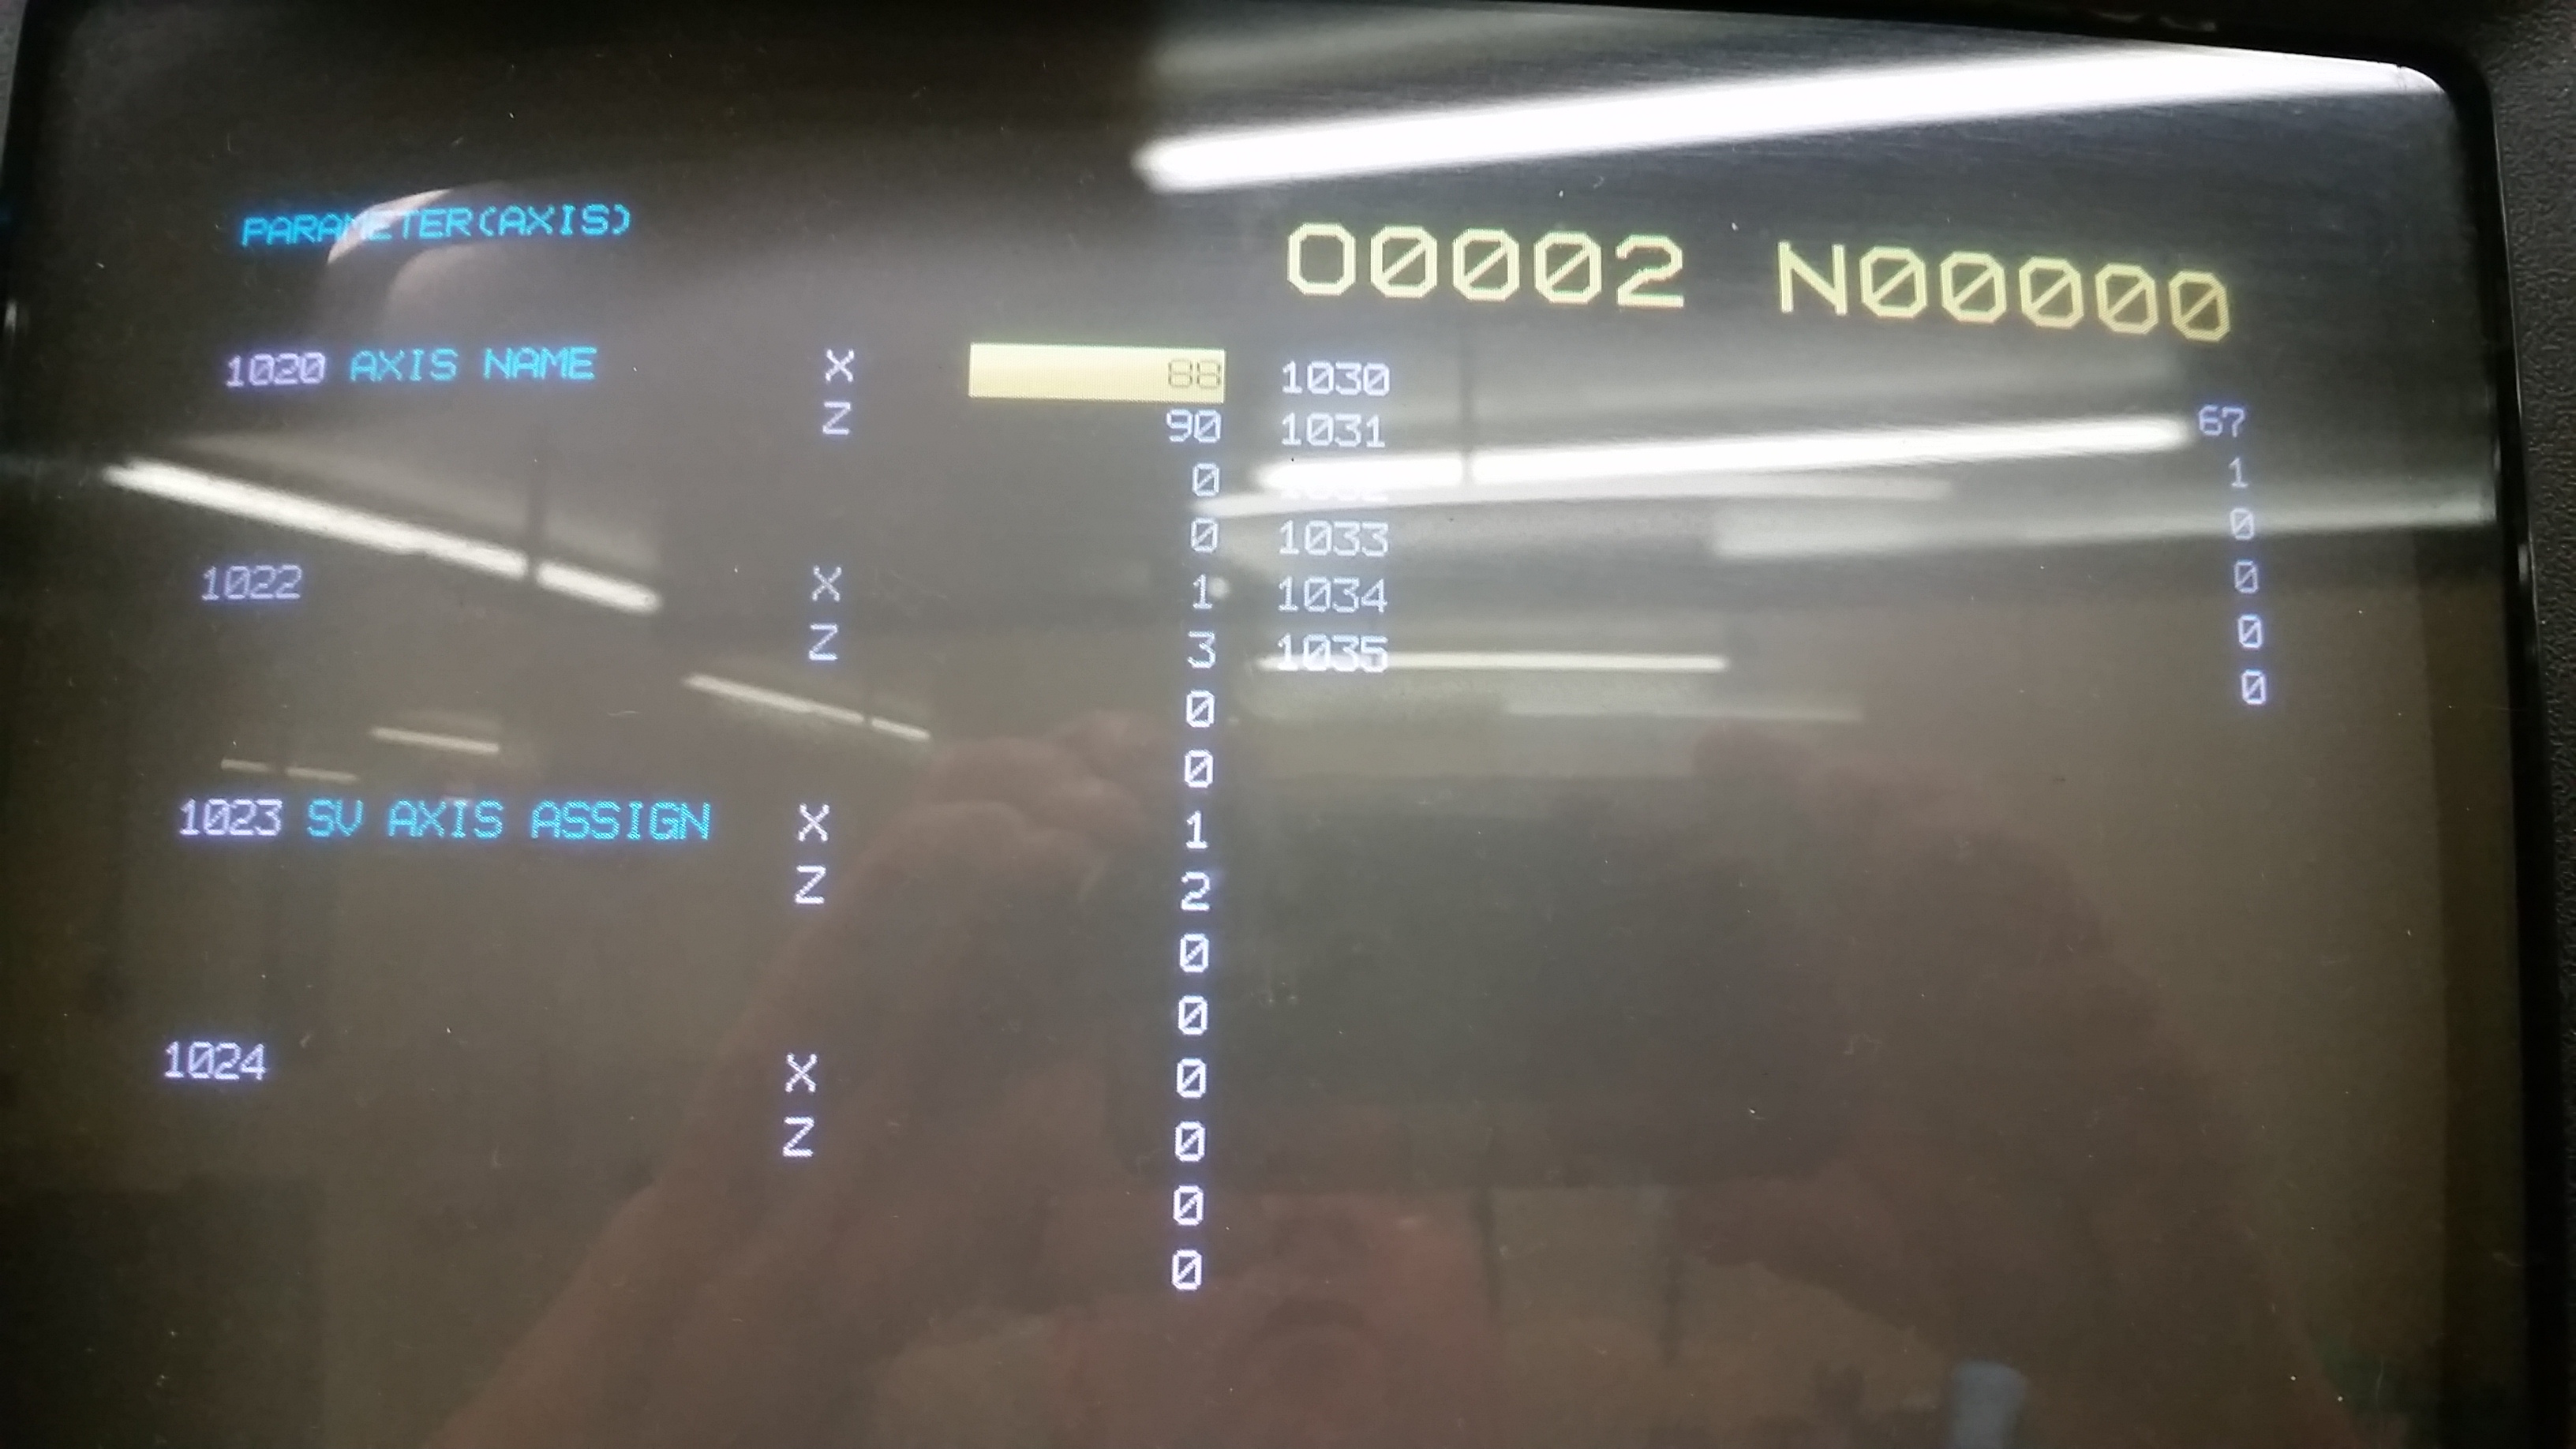 PARAMETER(AXIS)
O0002 N00000
1020 AXIS NAME X 88
Z 90
0
0
1022 X 1
Z 3
0
0
1023 SV AXIS ASSIGN X 1
Z 2
0
0
1024 X 0
Z 0
0
0
1030 67
1031 1
1032 0
1033 0
1034 0
1035 0